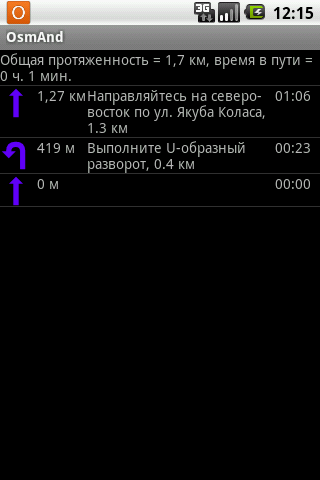 3G 12:15
OsmAnd
Общая протяженность = 1,7 км, время в пути =
0 ч. 1 мин.
1,27 км Направляйтесь на северо- 01:06
восток по ул. Якуба Коласа,
1.3 км
419 м Выполните U-образный 00:23
разворот, 0.4 км
0 м 00:00